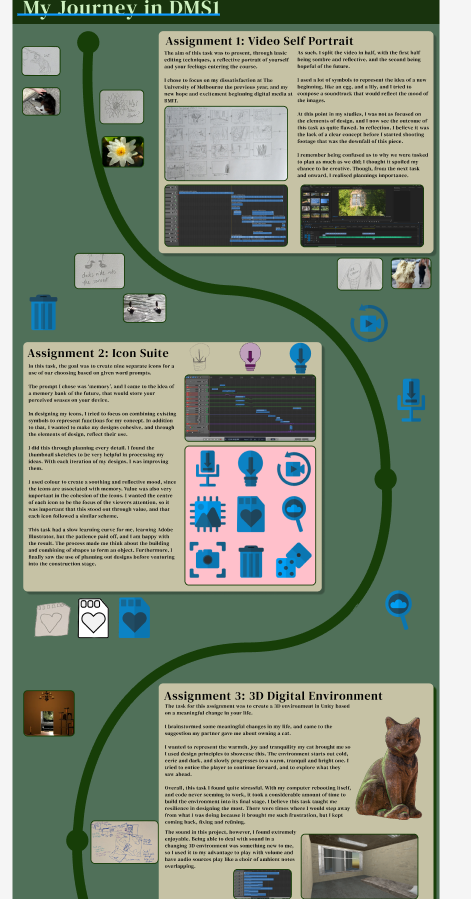 My Journey in DMS1
Assignment 1: Video Self Portrait
The aim of this task was to present, through basic
editing techniques, a reflective portrait of yourself
and your feelings entering the course.
I chose to focus on my dissatisfaction at The
University of Melbourne the previous year, and my
new hope and excitement beginning digital media at
RMIT.
As such, I split the video in half, with the first half
being sombre and reflective, and the second being
hopeful of the future.
I used a lot of symbols to represent the idea of a new
beginning, like an egg, and a lily, and I tried to
compose a soundtrack that would reflect the mood of
the images.
At this point in my studies, I was not as focused on
the elements of design, and I now see the outcome of
this task as quite flawed. In reflection, I believe it was
the lack of a clear concept before I started shooting
footage that was the downfall of this piece.
I remember being confused as to why we were tasked
to plan as much as we did; I thought it spoiled my
chance to be creative. Though, from the next task
and onward, I realised plannings importance.
Assignment 2: Icon Suite
In this task, the goal was to create nine separate icons for a
use of our choosing based on given word prompts.
The prompt I chose was 'memory', and I came to the idea of
a memory bank of the future, that would store your
perceived senses on your device.
In designing my icons, I tried to focus on combining existing
symbols to represent functions for my concept. In addition
to that, I wanted to make my designs cohesive, and through
the elements of design, reflect their use.
I did this through planning every detail. I found the
thumbnail sketches to be very helpful in processing my
ideas. With each iteration of my designs, I was improving
them.
I used colour to create a soothing and reflective mood, since
the icons are associated with memory. Value was also very
important in the cohesion of the icons. I wanted the centre
of each icon to be the focus of the viewers attention, so it
was important that this stood out through value, and that
each icon followed a similar scheme.
This task had a slow learning curve for me, learning Adobe
Illustrator, but the patience paid off, and I am happy with
the result. The process made me think about the building
and combining of shapes to form an object. Furthermore, I
finally saw the use of planning out designs before venturing
into the construction stage.
Assignment 3: 3D Digital Environment
The task for this assignment was to create a 3D environment in Unity based
on a meaningful change in your life.
I brainstormed some meaningful changes in my life, and came to the
suggestion my partner gave me about owning a cat.
I wanted to represent the warmth, joy and tranquility my cat brought me so
I used design principles to showcase this. The environment starts out cold,
eerie and dark, and slowly progresses to a warm, tranquil and bright one. I
tried to entice the player to continue forward, and to explore what they
saw ahead.
Overall, this task I found quite stressful. With my computer rebooting itself,
and code never seeming to work, it took a considerable amount of time to
build the environment into its final stage. I believe this task taught me
resilience in designing the most. There were times where I would step away
from what I was doing because it brought me such frustration, but I kept
coming back, fixing and refining.
The sound in this project, however, I found extremely
enjoyable. Being able to deal with sound in a
changing 3D environment was something new to me,
so I used it to my advantage to play with volume and
have audio sources play like a choir of ambient notes
overlapping.